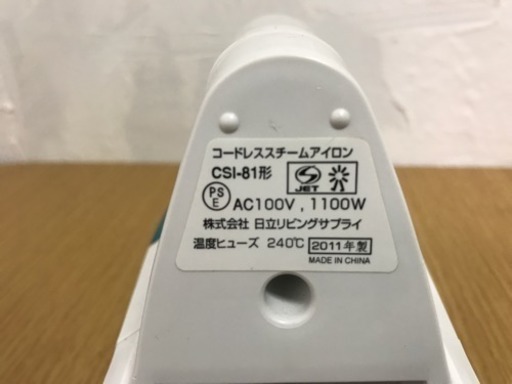 コードレススチームアイロン
CSI-81形
JET
PS
E
AC100V , 1100W
株式会社 日立リビングサプライ
温度ヒューズ 240℃ 2011年製
MADE IN CHINA